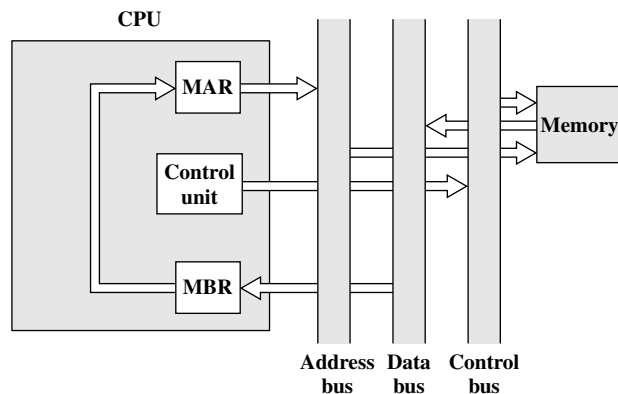 CPU
MAR
Memory
Control
unit
MBR
Address
bus
Data
bus
Control
bus